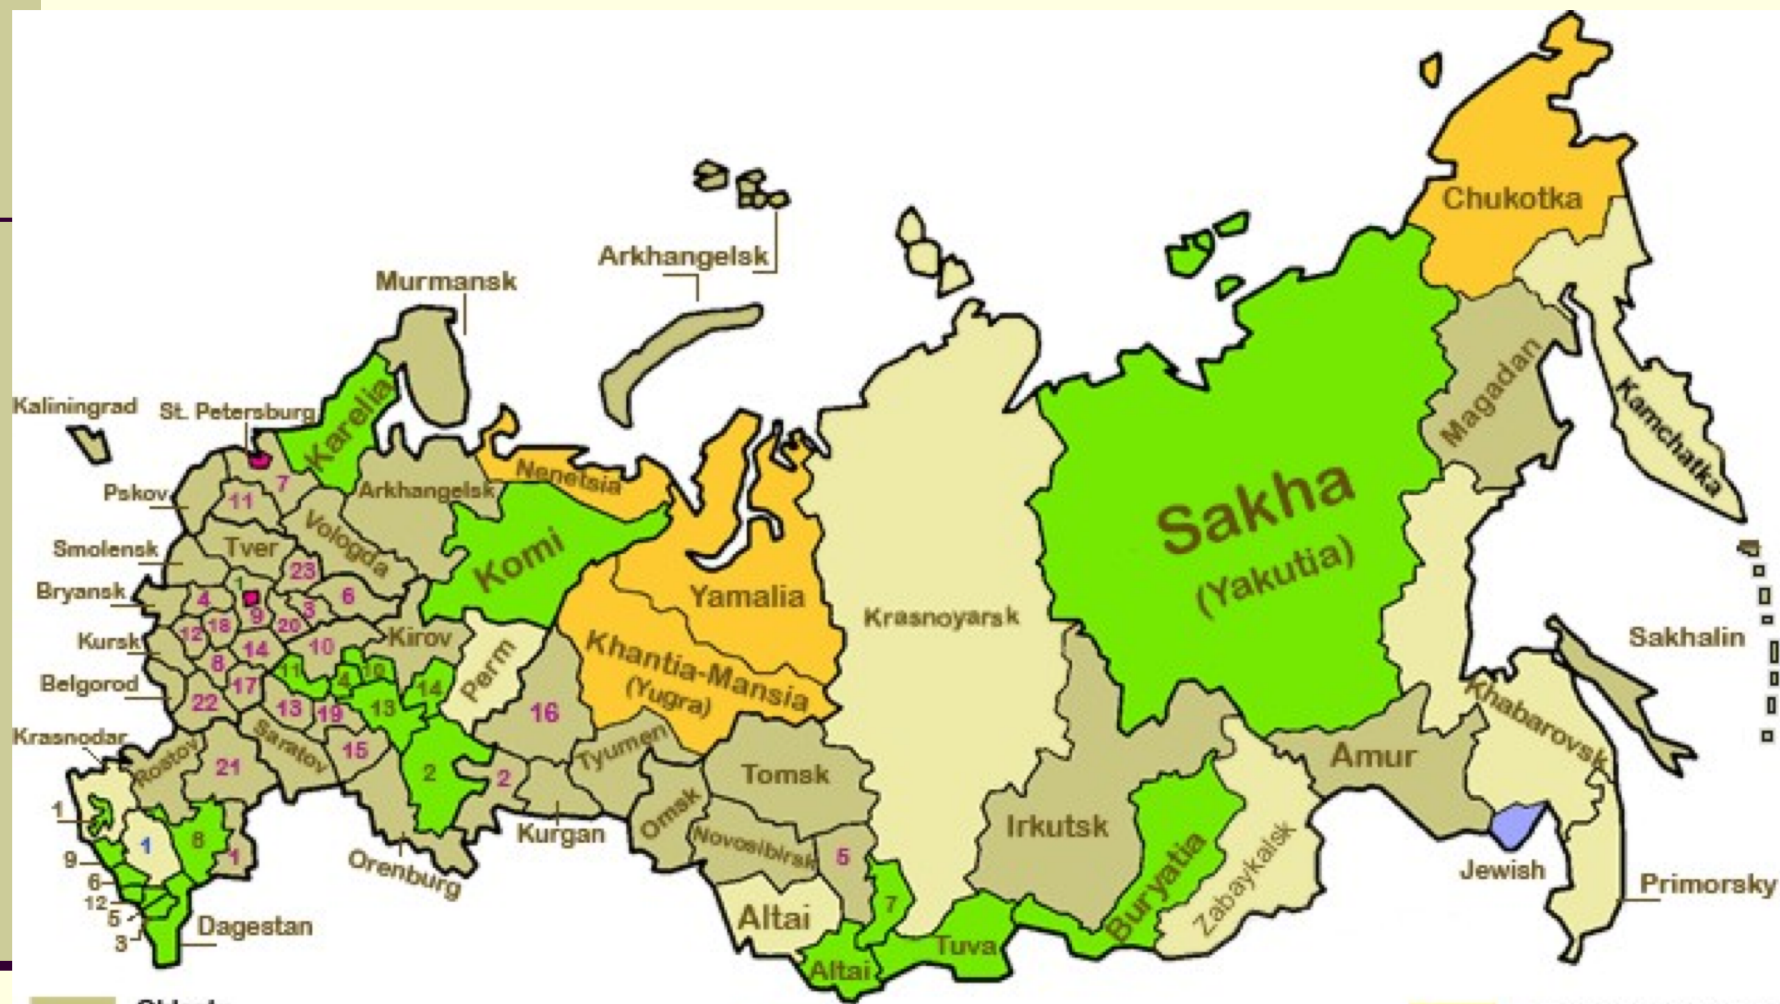 Chukotka
Arkhangelsk
Murmansk
Magadan
Kamchatka
Kaliningrad
St. Petersburg
Karelia
Nenetsia
Arkhangelsk
Pskov
7
11
Vologda
Komi
Sakha
(Yakutia)
Smolensk
Tver
23
Bryansk
1
4
9
3
6
Yamalia
Krasnoyarsk
Sakhalin
Kursk
12
18
20
14
10
Kirov
Perm
Khantia-Mansia
(Yugra)
Belgorod
8
17
11
4
10
14
13
22
13
19
16
Khabarovsk
Krasnodar
Roatov
21
Saratov
15
2
2
Tyumen
Tomsk
Amur
1
1
8
1
Kurgan
Omsk
Novosibirsk
5
Irkutsk
Buryatia
Zabaykalsk
Jewish
Primorsky
9
6
12
5
3
Orenburg
Dagestan
Altai
7
Altai
Tuva